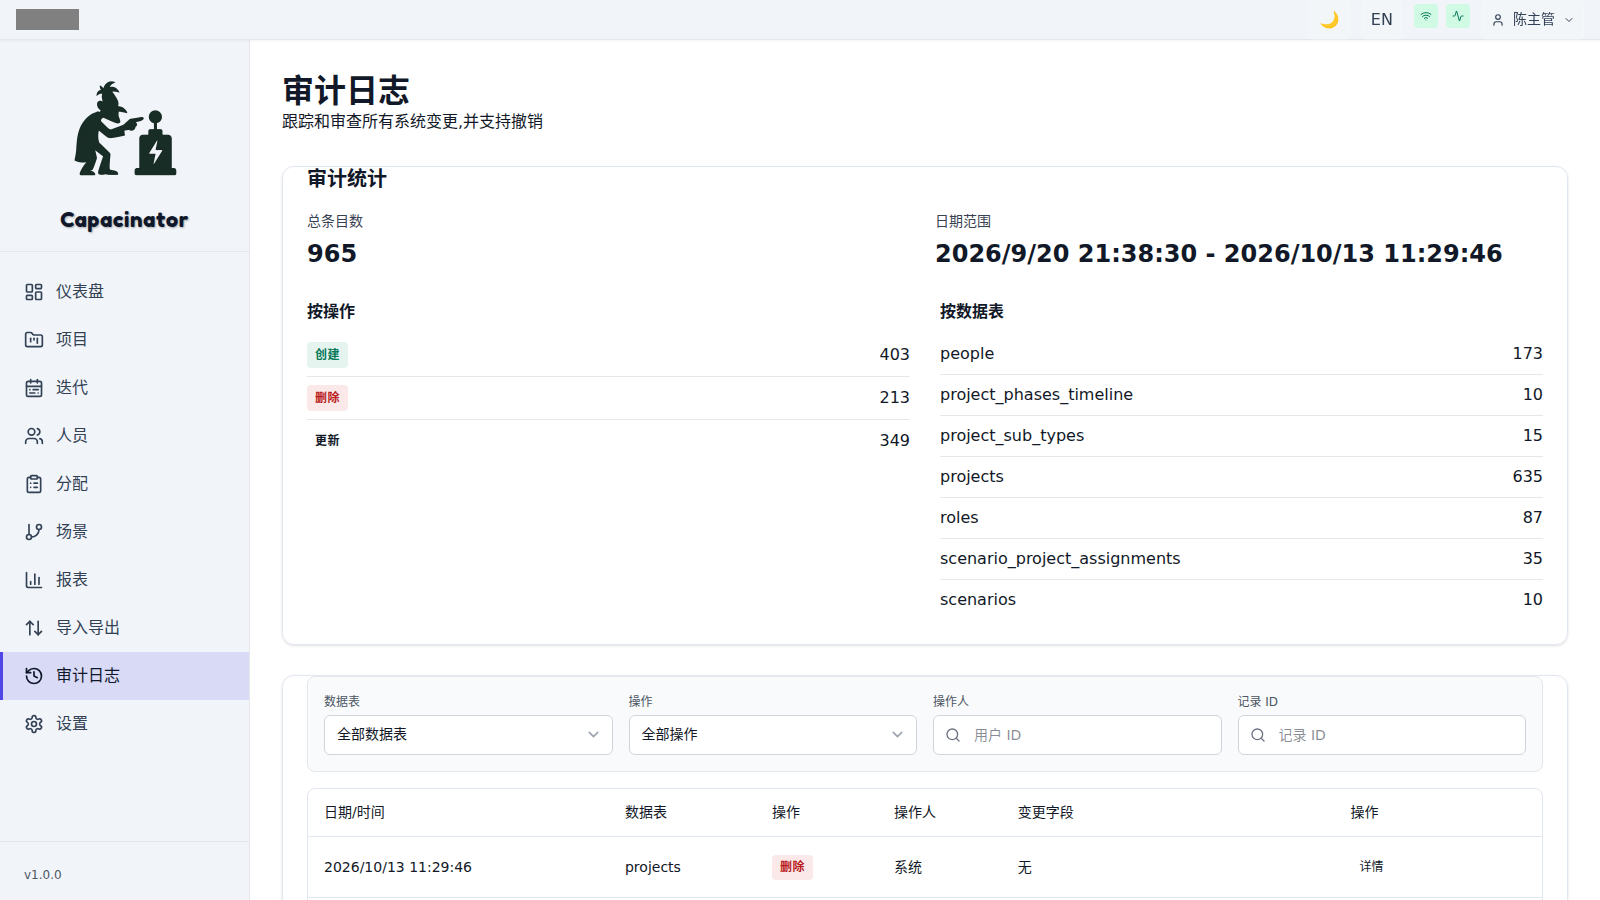 EN
陈主管
Capacinator
仪表盘
项目
迭代
人员
分配
场景
报表
导入导出
审计日志
设置
v1.0.0
审计日志
跟踪和审查所有系统变更,并支持撤销
审计统计
总条目数
965
日期范围
2026/9/20 21:38:30 - 2026/10/13 11:29:46
按操作
创建 403
删除 213
更新 349
按数据表
people 173
project_phases_timeline 10
project_sub_types 15
projects 635
roles 87
scenario_project_assignments 35
scenarios 10
数据表 操作 操作人 记录 ID
全部数据表 全部操作 用户 ID 记录 ID
日期/时间 数据表 操作 操作人 变更字段 操作
2026/10/13 11:29:46 projects 删除 系统 无 详情